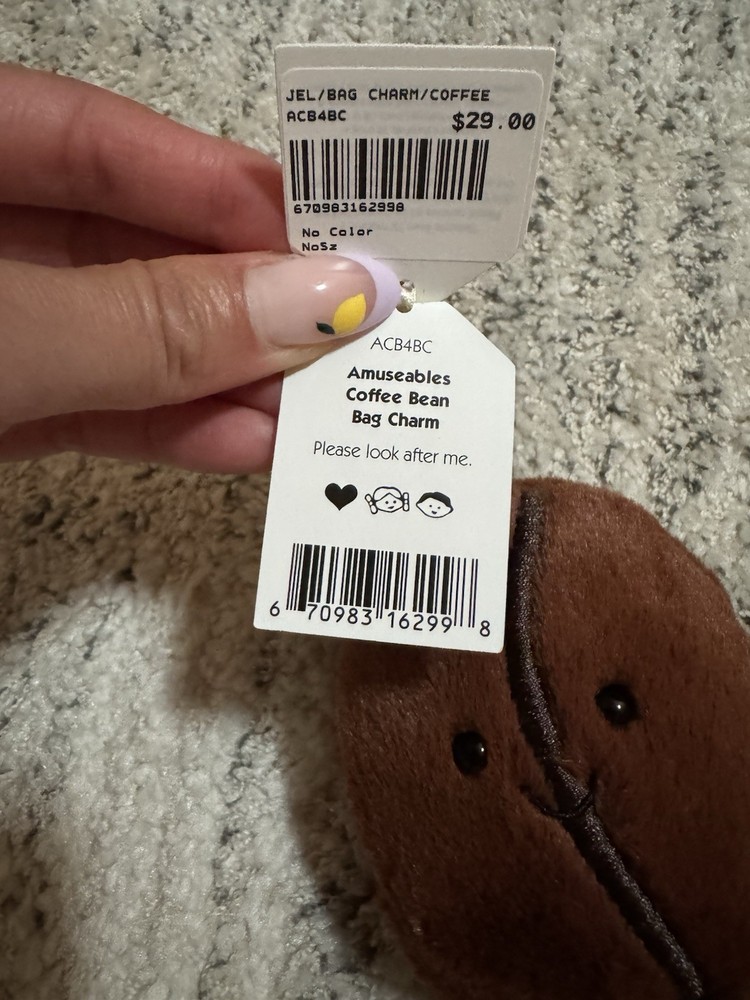 JEL/BAG CHARM/COFFEE
ACB4BC $29.00
670983162998
No Color
NoSz
ACB4BC
Amuseables
Coffee Bean
Bag Charm
Please look after me.
6 70983 16299 8